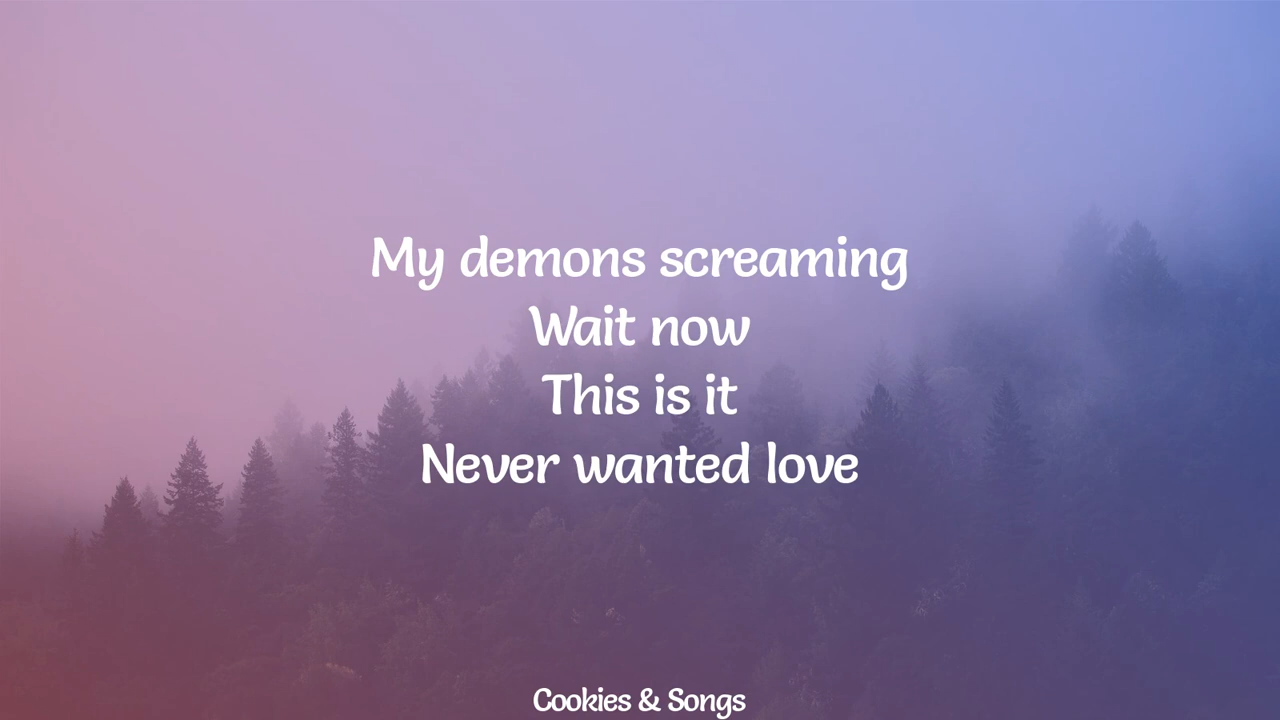 My demons screaming
Wait now
This is it
Never wanted love
Cookies & Songs